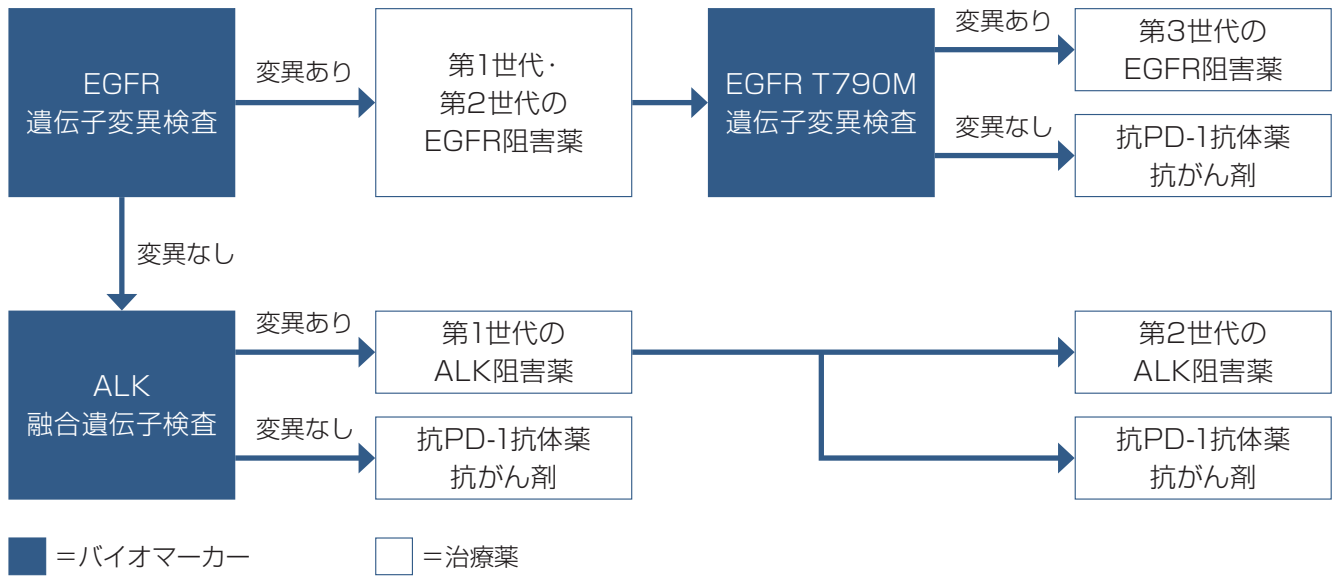 EGFR
遺伝子変異検査
変異あり
第1世代・
第2世代の
EGFR阻害薬
EGFR T790M
遺伝子変異検査
変異あり
第3世代の
EGFR阻害薬
変異なし
抗PD-1抗体薬
抗がん剤
変異なし
ALK
融合遺伝子検査
変異あり
第1世代の
ALK阻害薬
第2世代の
ALK阻害薬
変異なし
抗PD-1抗体薬
抗がん剤
抗PD-1抗体薬
抗がん剤
＝バイオマーカー
＝治療薬